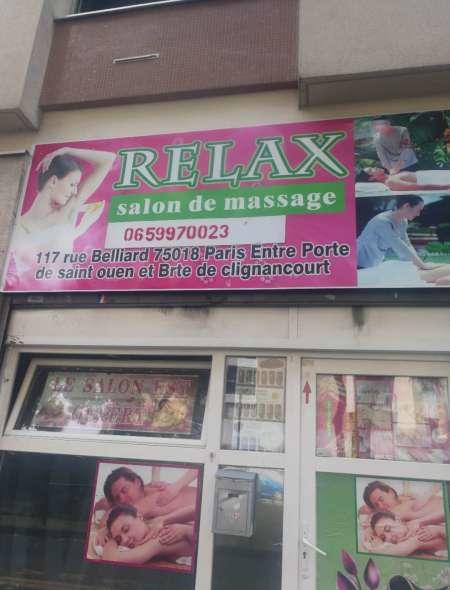 RELAX
salon de massage
0659970023
117 rue Belliard 75018 Paris Entre Porte
de saint ouen et Brte de clignancourt
LE SALON EST
OUVERT